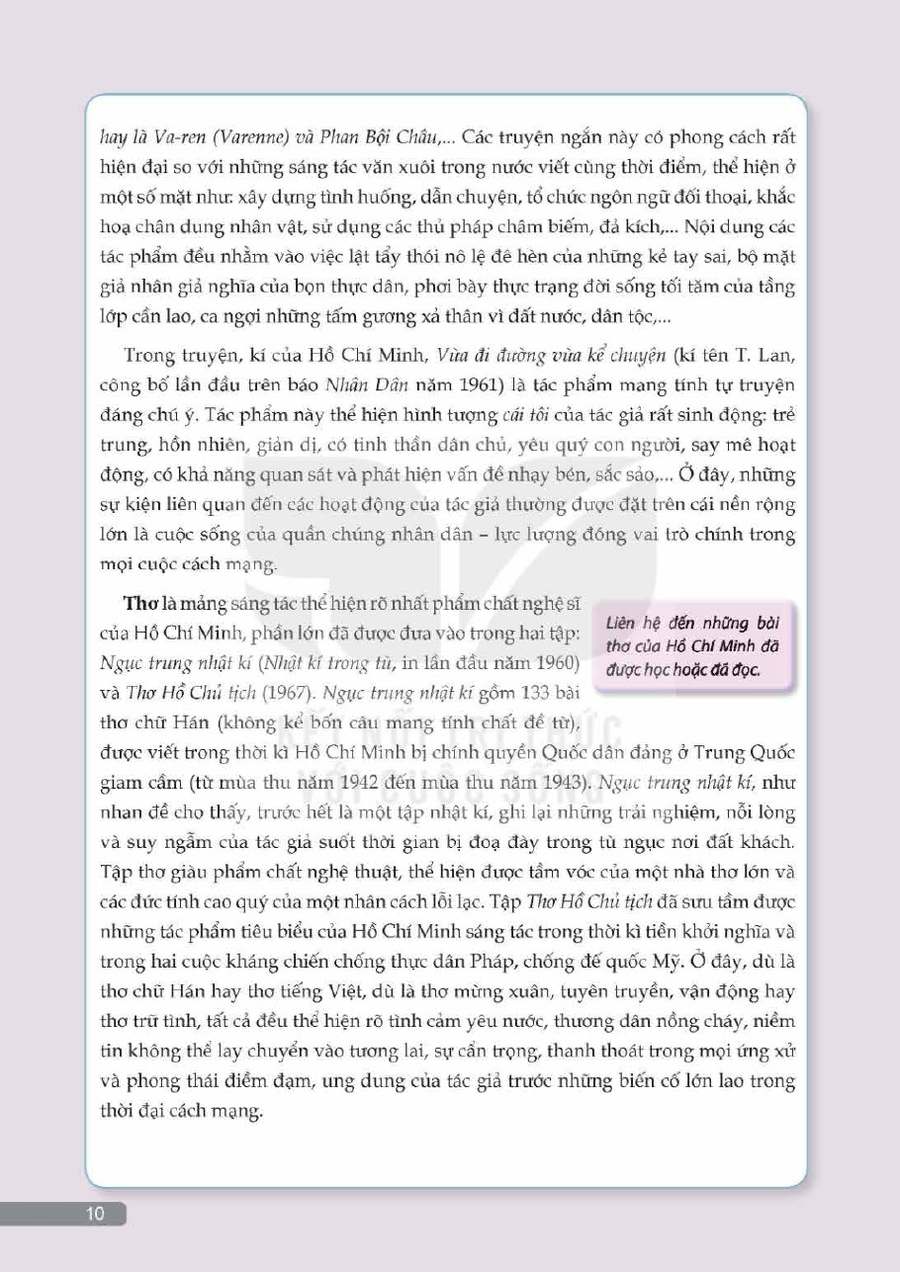 hay là Va-ren (Varenne) và Phan Bội Châu,... Các truyện ngắn này có phong cách rất
hiện đại so với những sáng tác văn xuôi trong nước viết cùng thời điểm, thể hiện ở
một số mặt như: xây dựng tình huống, dẫn chuyện, tổ chức ngôn ngữ đối thoại, khắc
hoạ chân dung nhân vật, sử dụng các thủ pháp châm biếm, đả kích,... Nội dung các
tác phẩm đều nhằm vào việc lật tẩy thói nô lệ đê hèn của những kẻ tay sai, bộ mặt
giả nhân giả nghĩa của bọn thực dân, phơi bày thực trạng đời sống tối tăm của tầng
lớp cần lao, ca ngợi những tấm gương xả thân vì đất nước, dân tộc,...
Trong truyện, kí của Hồ Chí Minh, Vừa đi đường vừa kể chuyện (kí tên T. Lan,
công bố lần đầu trên báo Nhân Dân năm 1961) là tác phẩm mang tính tự truyện
đáng chú ý. Tác phẩm này thể hiện hình tượng cái tôi của tác giả rất sinh động: trẻ
trung, hồn nhiên, giản dị, có tinh thần dân chủ, yêu quý con người, say mê hoạt
động, có khả năng quan sát và phát hiện vấn đề nhạy bén, sắc sảo,... Ở đây, những
sự kiện liên quan đến các hoạt động của tác giả thường được đặt trên cái nền rộng
lớn là cuộc sống của quần chúng nhân dân – lực lượng đóng vai trò chính trong
mọi cuộc cách mạng.
Thơ là mảng sáng tác thể hiện rõ nhất phẩm chất nghệ sĩ
của Hồ Chí Minh, phần lớn đã được đưa vào trong hai tập:
Ngục trung nhật kí (Nhật kí trong tù, in lần đầu năm 1960)
và Thơ Hồ Chủ tịch (1967). Ngục trung nhật kí gồm 133 bài
thơ chữ Hán (không kể bốn câu mang tính chất đề từ),
được viết trong thời kì Hồ Chí Minh bị chính quyền Quốc dân đảng ở Trung Quốc
giam cầm (từ mùa thu năm 1942 đến mùa thu năm 1943). Ngục trung nhật kí, như
nhan đề cho thấy, trước hết là một tập nhật kí, ghi lại những trải nghiệm, nỗi lòng
và suy ngẫm của tác giả suốt thời gian bị đoạ đày trong tù ngục nơi đất khách.
Tập thơ giàu phẩm chất nghệ thuật, thể hiện được tầm vóc của một nhà thơ lớn và
các đức tính cao quý của một nhân cách lỗi lạc. Tập Thơ Hồ Chủ tịch đã sưu tầm được
những tác phẩm tiêu biểu của Hồ Chí Minh sáng tác trong thời kì tiền khởi nghĩa và
trong hai cuộc kháng chiến chống thực dân Pháp, chống đế quốc Mỹ. Ở đây, dù là
thơ chữ Hán hay thơ tiếng Việt, dù là thơ mừng xuân, tuyên truyền, vận động hay
thơ trữ tình, tất cả đều thể hiện rõ tình cảm yêu nước, thương dân nồng cháy, niềm
tin không thể lay chuyển vào tương lai, sự cẩn trọng, thanh thoát trong mọi ứng xử
và phong thái điềm đạm, ung dung của tác giả trước những biến cố lớn lao trong
thời đại cách mạng.
Liên hệ đến những bài
thơ của Hồ Chí Minh đã
được học hoặc đã đọc.
KẾT NỐI TRI THỨC
VỚI CUỘC SỐNG
10